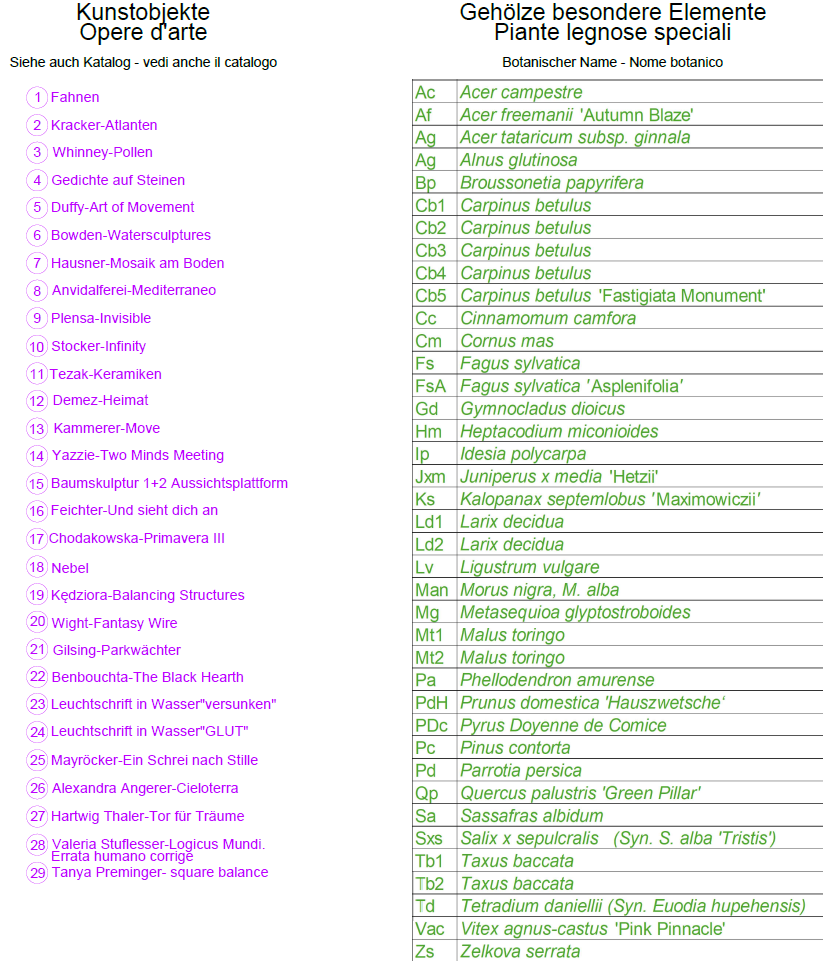 Kunstobjekte
Opere d'arte
Siehe auch Katalog - vedi anche il catalogo
1 Fahnen
2 Kracker-Atlanten
3 Whinney-Pollen
4 Gedichte auf Steinen
5 Duffy-Art of Movement
6 Bowden-Watersculptures
7 Hausner-Mosaik am Boden
8 Anvidalferei-Mediterraneo
9 Plensa-Invisible
10 Stocker-Infinity
11 Tezak-Keramiken
12 Demez-Heimat
13 Kammerer-Move
14 Yazzie-Two Minds Meeting
15 Baumskulptur 1+2 Aussichtsplattform
16 Feichter-Und sieht dich an
17 Chodakowska-Primavera III
18 Nebel
19 Kędziora-Balancing Structures
20 Wight-Fantasy Wire
21 Gilsing-Parkwächter
22 Benbouchta-The Black Hearth
23 Leuchtschrift in Wasser"versunken"
24 Leuchtschrift in Wasser"GLUT"
25 Mayröcker-Ein Schrei nach Stille
26 Alexandra Angerer-Cieloterra
27 Hartwig Thaler-Tor für Träume
28 Valeria Stuflesser-Logicus Mundi.
Errata humano corrige
29 Tanya Preminger- square balance
Gehölze besondere Elemente
Piante legnose speciali
Botanischer Name - Nome botanico
Ac Acer campestre
Af Acer freemanii 'Autumn Blaze'
Ag Acer tataricum subsp. ginnala
Ag Alnus glutinosa
Bp Broussonetia papyrifera
Cb1 Carpinus betulus
Cb2 Carpinus betulus
Cb3 Carpinus betulus
Cb4 Carpinus betulus
Cb5 Carpinus betulus 'Fastigiata Monument'
Cc Cinnamomum camfora
Cm Cornus mas
Fs Fagus sylvatica
FsA Fagus sylvatica 'Asplenifolia'
Gd Gymnocladus dioicus
Hm Heptacodium miconioides
Ip Idesia polycarpa
Jxm Juniperus x media 'Hetzii'
Ks Kalopanax septemlobus 'Maximowiczii'
Ld1 Larix decidua
Ld2 Larix decidua
Lv Ligustrum vulgare
Man Morus nigra, M. alba
Mg Metasequioa glyptostroboides
Mt1 Malus toringo
Mt2 Malus toringo
Pa Phellodendron amurense
PdH Prunus domestica 'Hauszwetsche‘
PDc Pyrus Doyenne de Comice
Pc Pinus contorta
Pd Parrotia persica
Qp Quercus palustris 'Green Pillar'
Sa Sassafras albidum
Sxs Salix x sepulcralis (Syn. S. alba 'Tristis')
Tb1 Taxus baccata
Tb2 Taxus baccata
Td Tetradium daniellii (Syn. Euodia hupehensis)
Vac Vitex agnus-castus 'Pink Pinnacle'
Zs Zelkova serrata